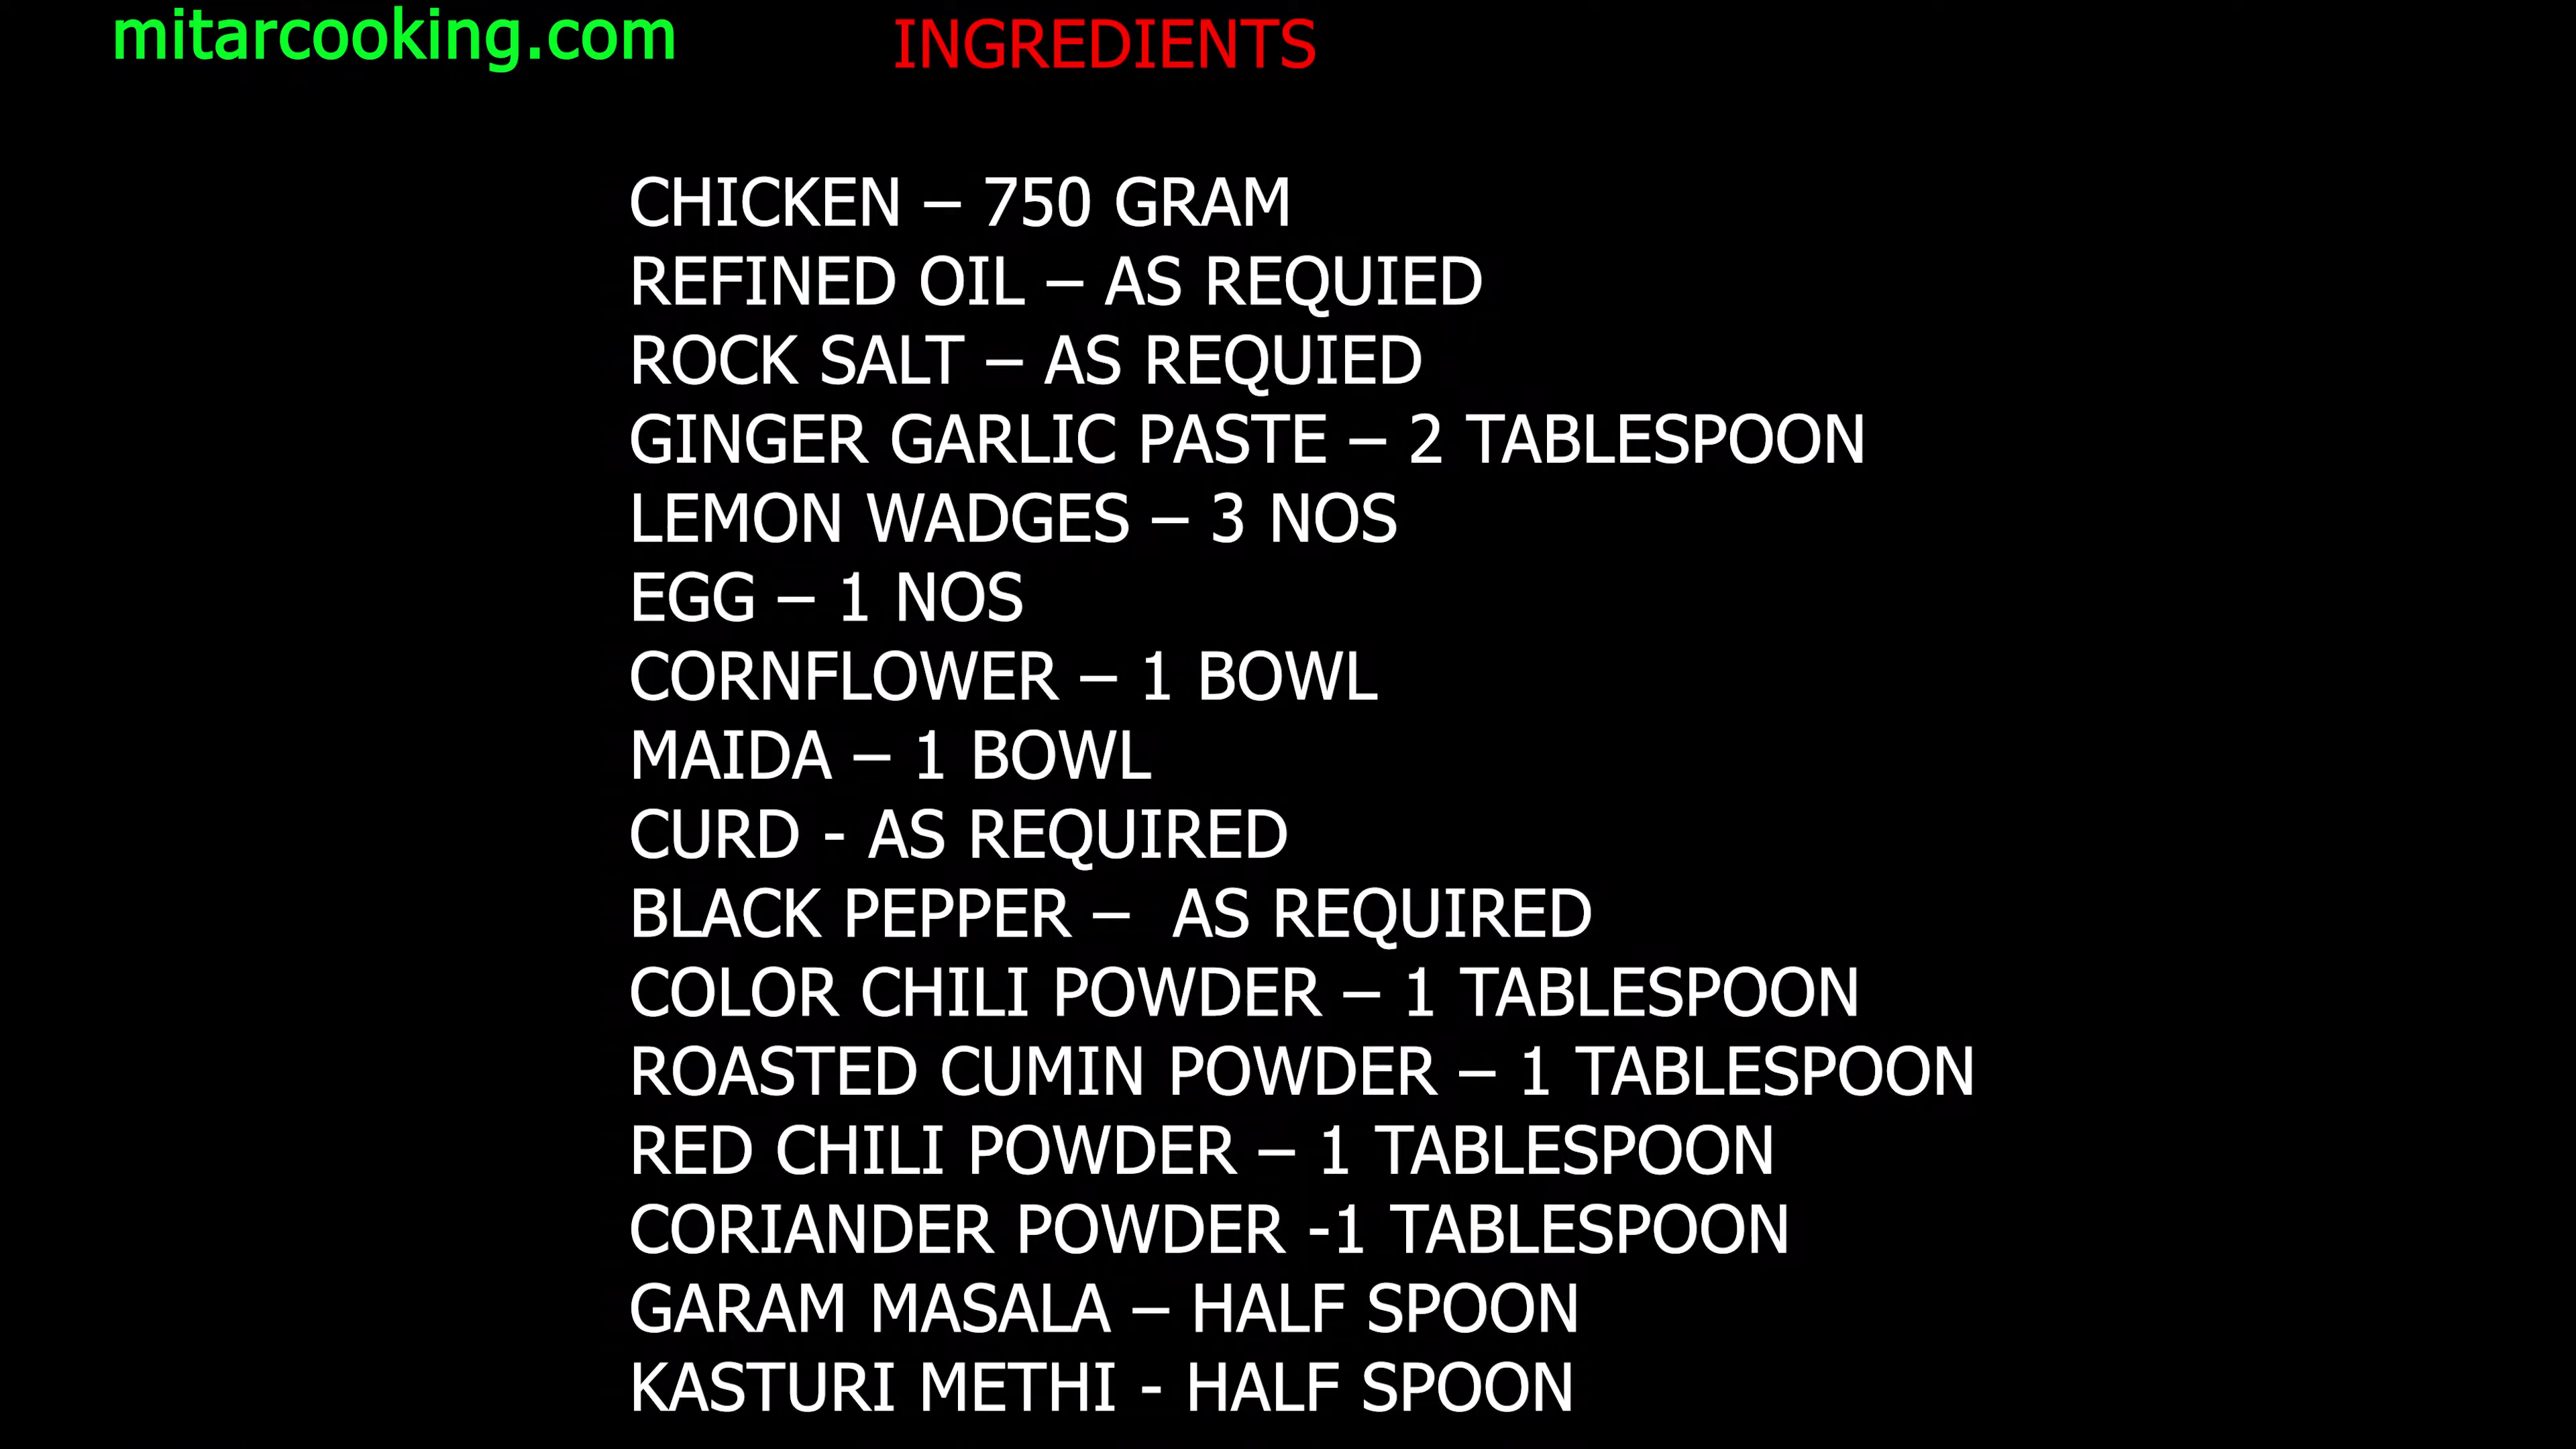 mitarcooking.com
INGREDIENTS
CHICKEN – 750 GRAM
REFINED OIL – AS REQUIED
ROCK SALT – AS REQUIED
GINGER GARLIC PASTE – 2 TABLESPOON
LEMON WADGES – 3 NOS
EGG – 1 NOS
CORNFLOWER – 1 BOWL
MAIDA – 1 BOWL
CURD - AS REQUIRED
BLACK PEPPER –  AS REQUIRED
COLOR CHILI POWDER – 1 TABLESPOON
ROASTED CUMIN POWDER – 1 TABLESPOON
RED CHILI POWDER – 1 TABLESPOON
CORIANDER POWDER -1 TABLESPOON
GARAM MASALA – HALF SPOON
KASTURI METHI - HALF SPOON